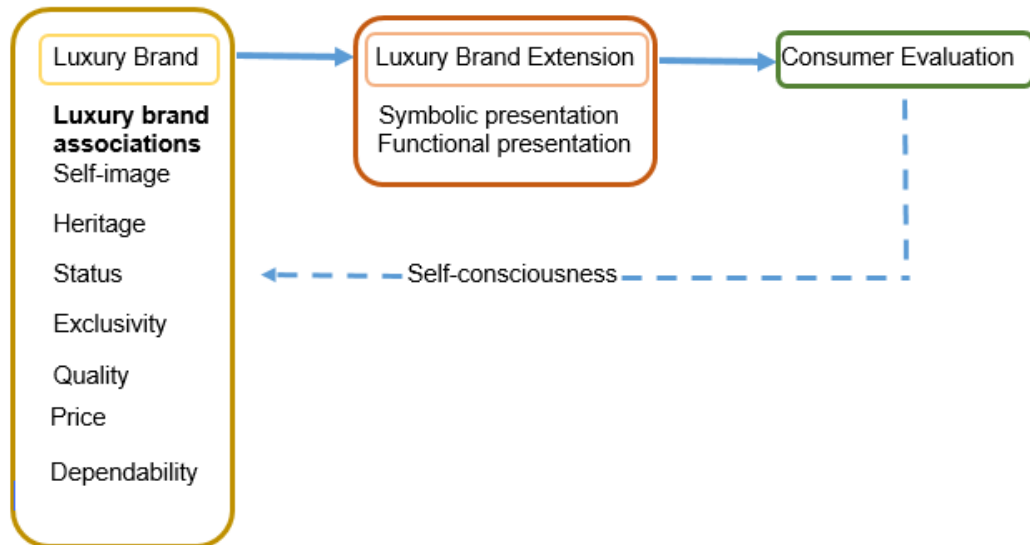 Luxury Brand
Luxury brand
associations
Self-image
Heritage
Status
Exclusivity
Quality
Price
Dependability
Luxury Brand Extension
Symbolic presentation
Functional presentation
Consumer Evaluation
Self-consciousness